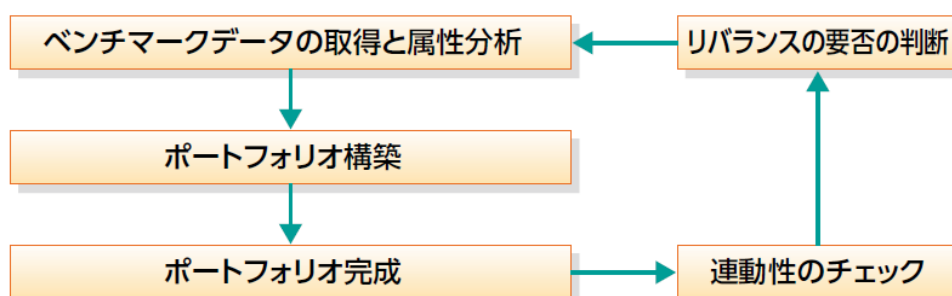 ベンチマークデータの取得と属性分析
リバランスの要否の判断
ポートフォリオ構築
ポートフォリオ完成
連動性のチェック